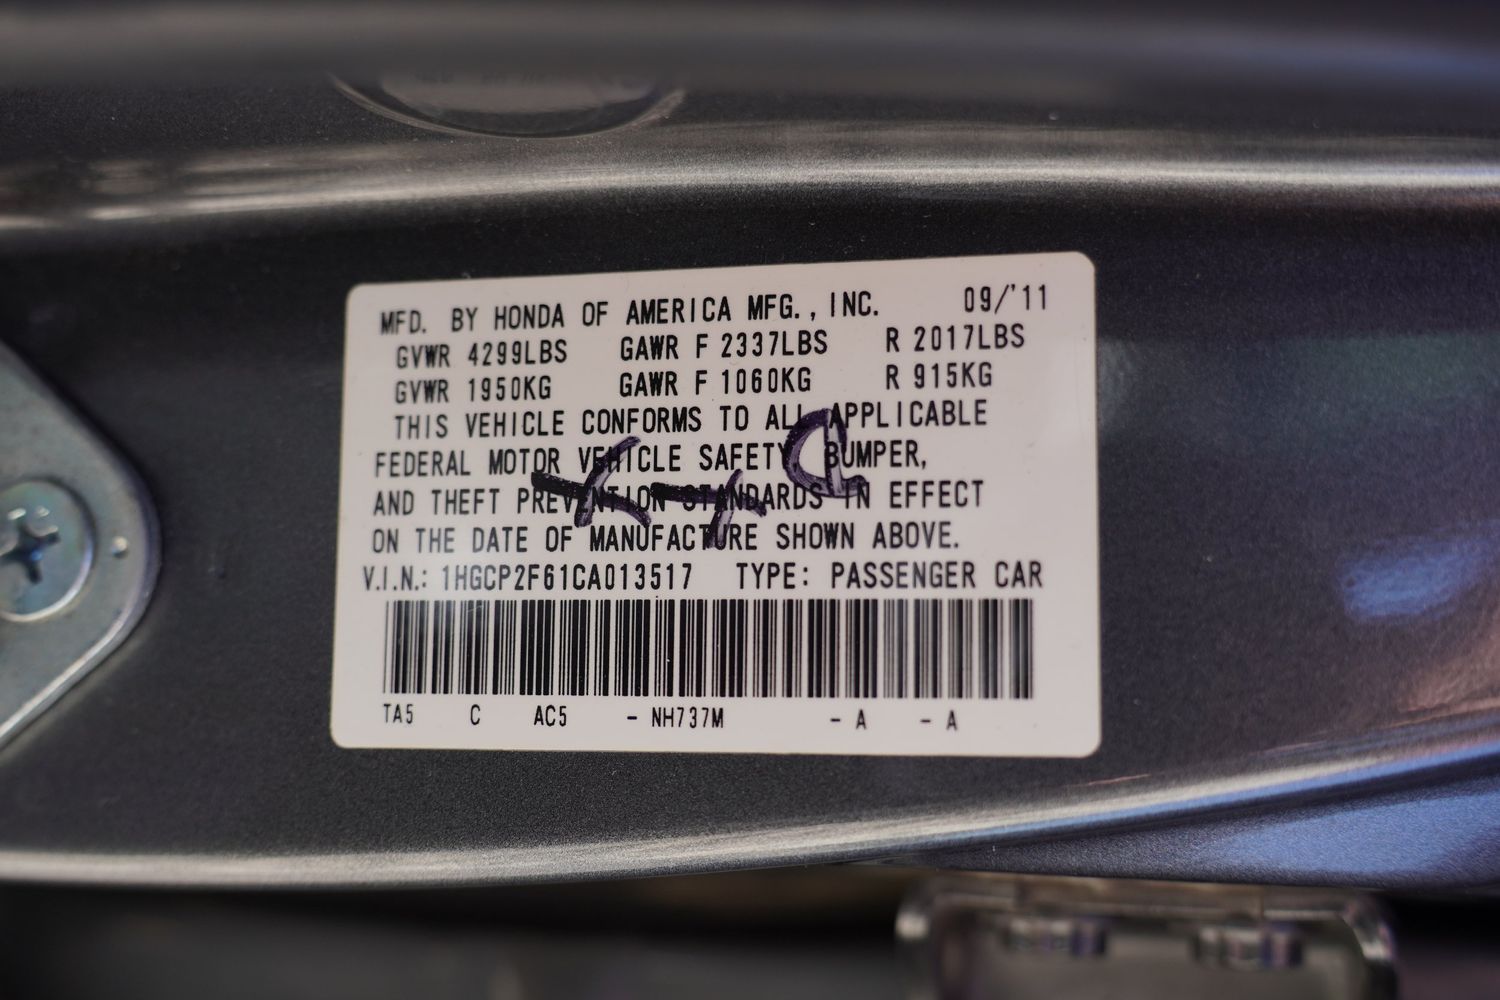 MFD. BY HONDA OF AMERICA MFG., INC. 09/'11
GVWR 4299LBS GAWR F 2337LBS R 2017LBS
GVWR 1950KG GAWR F 1060KG R 915KG
THIS VEHICLE CONFORMS TO ALL APPLICABLE
FEDERAL MOTOR VEHICLE SAFETY, BUMPER,
AND THEFT PREVENTION STANDARDS IN EFFECT
ON THE DATE OF MANUFACTURE SHOWN ABOVE.
V.I.N.: 1HGCP2F61CA013517 TYPE: PASSENGER CAR
TA5 C AC5 - NH737M - A - A